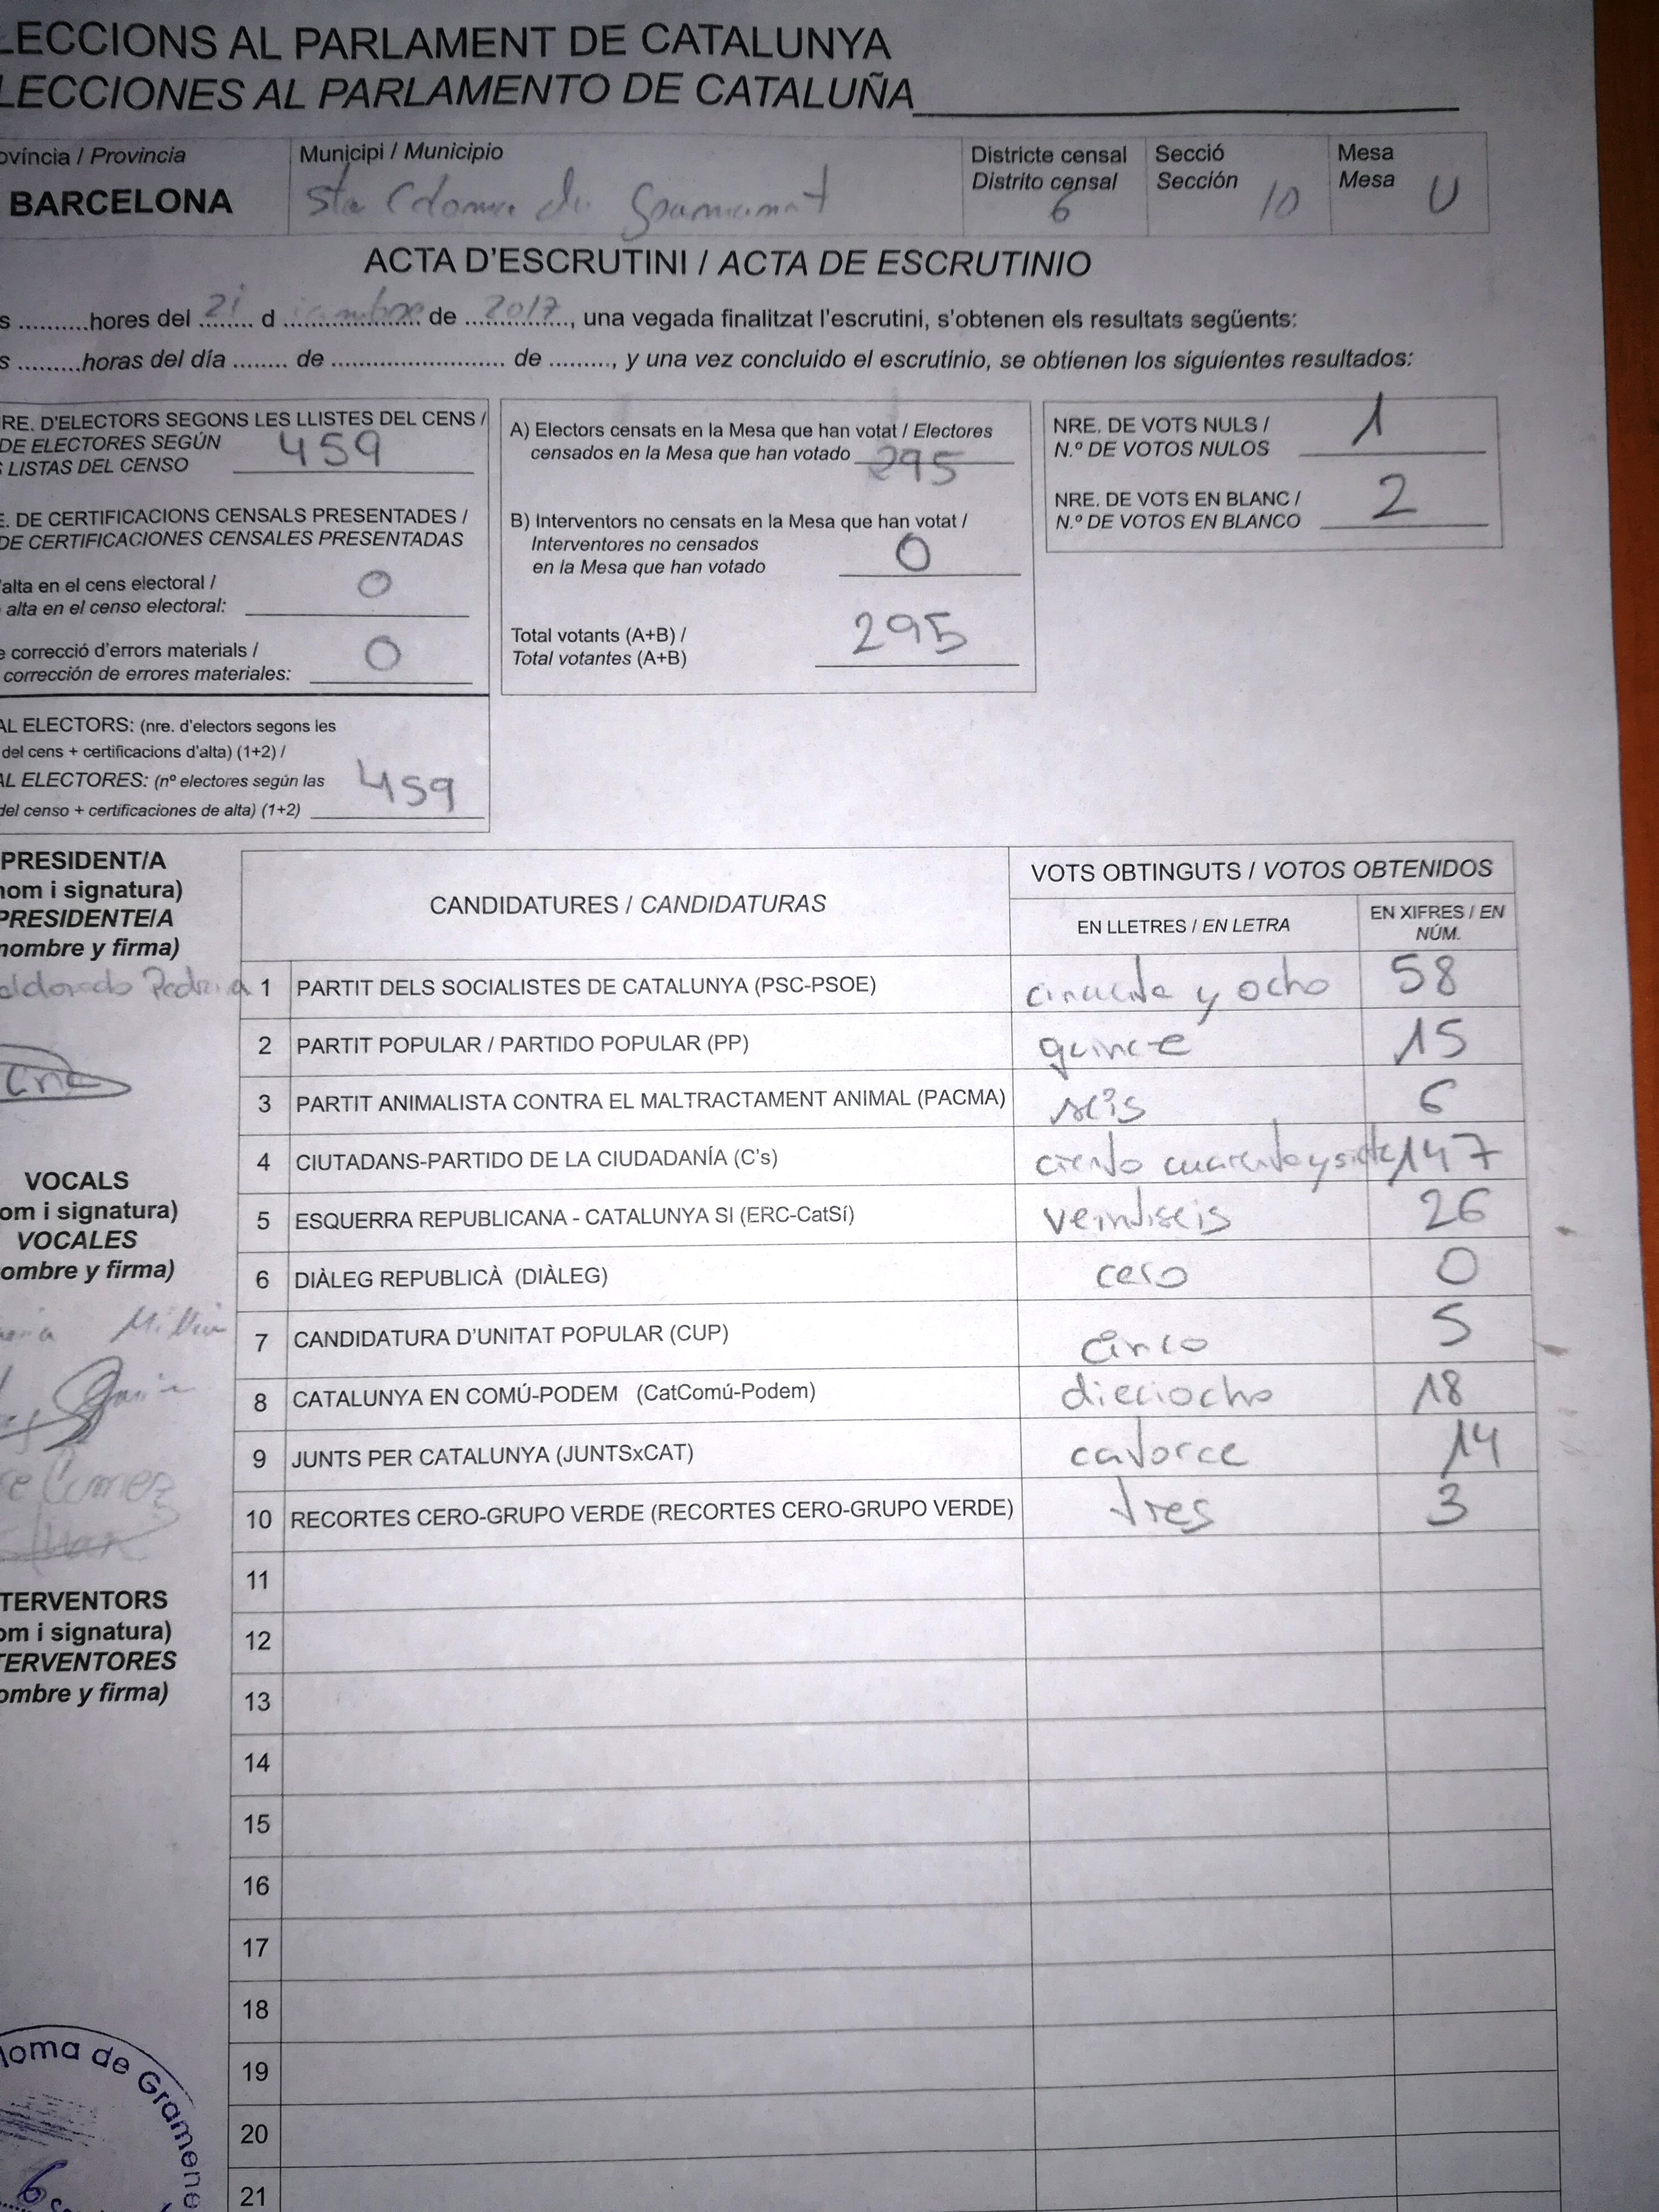 LECCIONS AL PARLAMENT DE CATALUNYA
LECCIONES AL PARLAMENTO DE CATALUÑA
ovíncia / Provincia
BARCELONA
Municipi / Municipio
Sta Coloma de Gramanet
Districte censal
Distrito censal
6
Secció
Sección
10
Mesa
Mesa U
ACTA D'ESCRUTINI / ACTA DE ESCRUTINIO
s ..........hores del 21 d iciembre de 2017, una vegada finalitzat l'escrutini, s'obtenen els resultats següents:
s ..........horas del día ........ de .......................... de ........., y una vez concluido el escrutinio, se obtienen los siguientes resultados:
RE. D'ELECTORS SEGONS LES LLISTES DEL CENS /
DE ELECTORES SEGÚN
LISTAS DEL CENSO 459
E. DE CERTIFICACIONS CENSALS PRESENTADES /
DE CERTIFICACIONES CENSALES PRESENTADAS
'alta en el cens electoral /
alta en el censo electoral: 0
e correcció d'errors materials /
corrección de errores materiales: 0
AL ELECTORS: (nre. d'electors segons les
del cens + certificacions d'alta) (1+2) /
AL ELECTORES: (nº electores según las
del censo + certificaciones de alta) (1+2) 459
A) Electors censats en la Mesa que han votat / Electores
censados en la Mesa que han votado 295
B) Interventors no censats en la Mesa que han votat /
Interventores no censados
en la Mesa que han votado 0
Total votants (A+B) /
Total votantes (A+B) 295
NRE. DE VOTS NULS /
N.º DE VOTOS NULOS 1
NRE. DE VOTS EN BLANC /
N.º DE VOTOS EN BLANCO 2
PRESIDENT/A
nom i signatura)
PRESIDENTE/A
nombre y firma)
VOCALS
om i signatura)
VOCALES
ombre y firma)
TERVENTORS
om i signatura)
TERVENTORES
ombre y firma)
CANDIDATURES / CANDIDATURAS
VOTS OBTINGUTS / VOTOS OBTENIDOS
EN LLETRES / EN LETRA
EN XIFRES / EN
NÚM.
1 PARTIT DELS SOCIALISTES DE CATALUNYA (PSC-PSOE) cincuenta y ocho 58
2 PARTIT POPULAR / PARTIDO POPULAR (PP) quince 15
3 PARTIT ANIMALISTA CONTRA EL MALTRACTAMENT ANIMAL (PACMA) seis 6
4 CIUTADANS-PARTIDO DE LA CIUDADANÍA (C's) ciento cuarenta y siete 147
5 ESQUERRA REPUBLICANA - CATALUNYA SI (ERC-CatSí) veintiseis 26
6 DIÀLEG REPUBLICÀ (DIÀLEG) cero 0
7 CANDIDATURA D'UNITAT POPULAR (CUP) cinco 5
8 CATALUNYA EN COMÚ-PODEM (CatComú-Podem) dieciocho 18
9 JUNTS PER CATALUNYA (JUNTSxCAT) catorce 14
10 RECORTES CERO-GRUPO VERDE (RECORTES CERO-GRUPO VERDE) tres 3
11
12
13
14
15
16
17
18
19
20
21
loma de Gramene
6